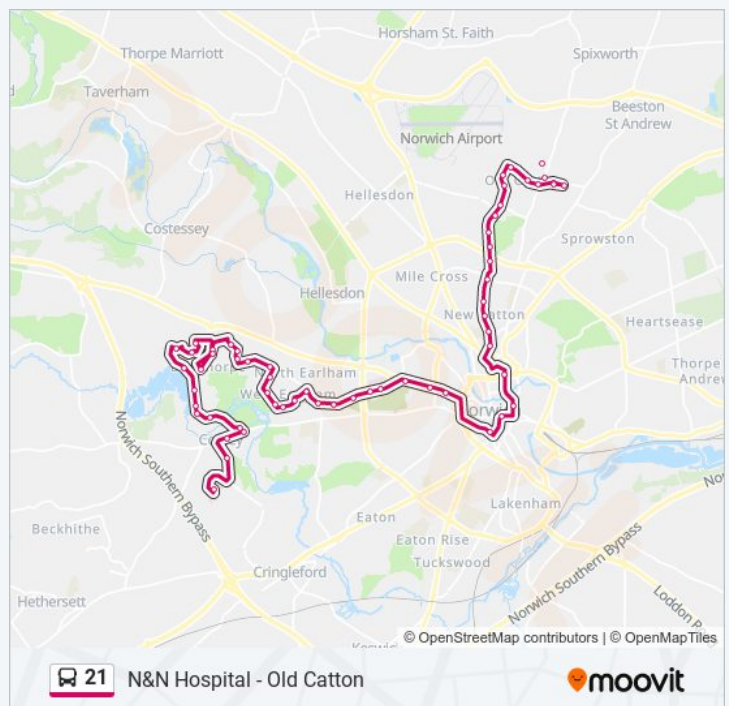 Horsham St. Faith
Thorpe Marriott
Spixworth
Taverham
Beeston
St Andrew
Norwich Airport
Hellesdon
Costessey
Sprowston
Mile Cross
Hellesdon
New Catton
Heartsease
North Earlham
Thorpe
Norwich Southern Bypass
Lakenham
Eaton
Beckhithe
Eaton Rise
Tuckswood
Cringleford
Norwich Southern Bypass
Hethersett
Loddon
© OpenStreetMap contributors | © OpenMapTiles
21 N&N Hospital - Old Catton
moovit